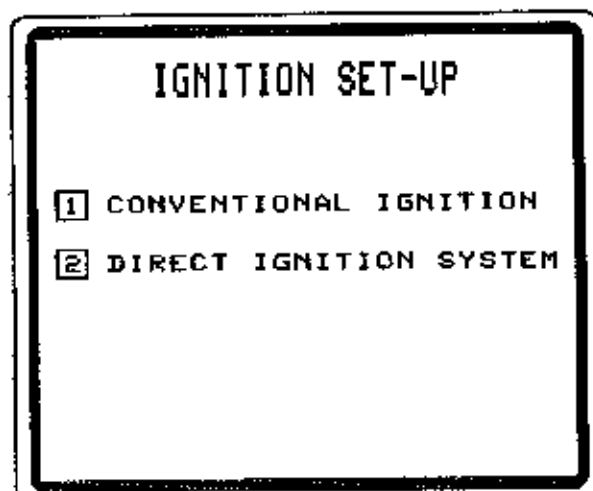 IGNITION SET-UP
1 CONVENTIONAL IGNITION
2 DIRECT IGNITION SYSTEM